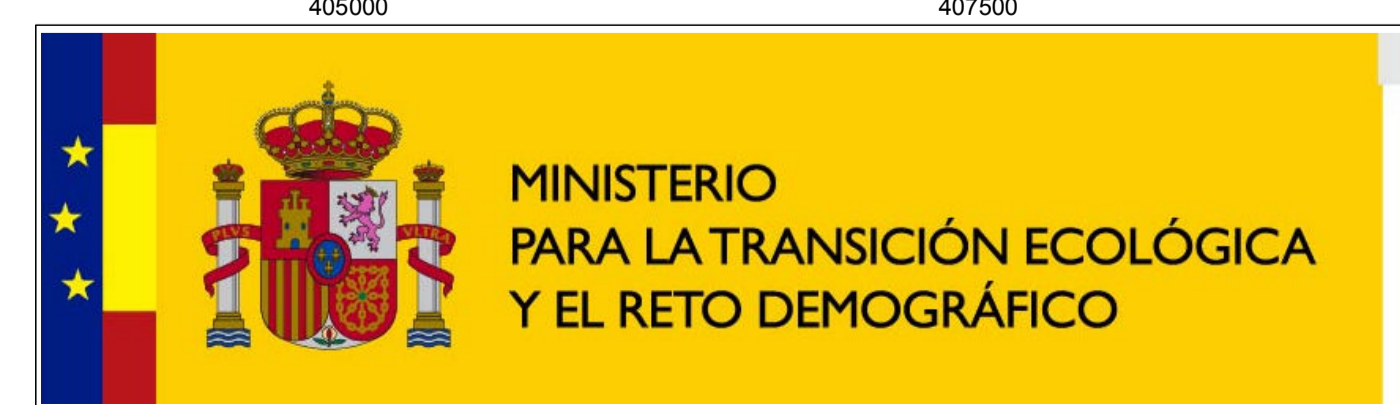 405000 407500
MINISTERIO
PARA LA TRANSICIÓN ECOLÓGICA
Y EL RETO DEMOGRÁFICO
PLVS VLTRA